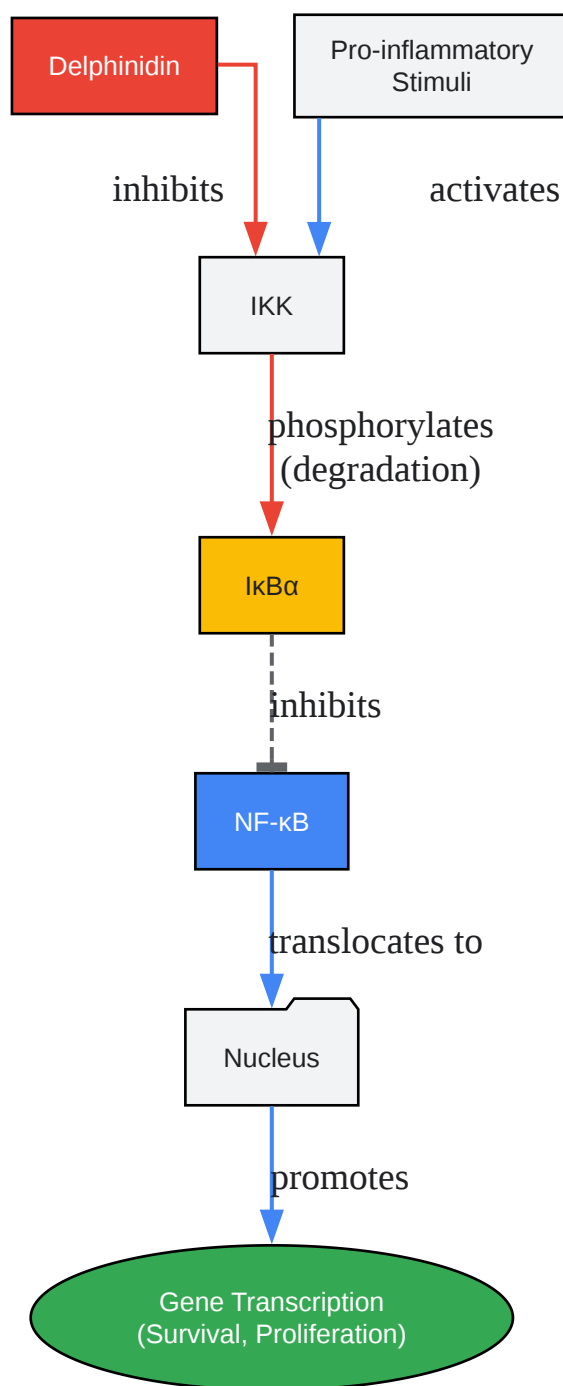 Delphinidin
Pro-inflammatory
Stimuli
inhibits
activates
IKK
phosphorylates
(degradation)
IκBα
inhibits
NF-κB
translocates to
Nucleus
promotes
Gene Transcription
(Survival, Proliferation)